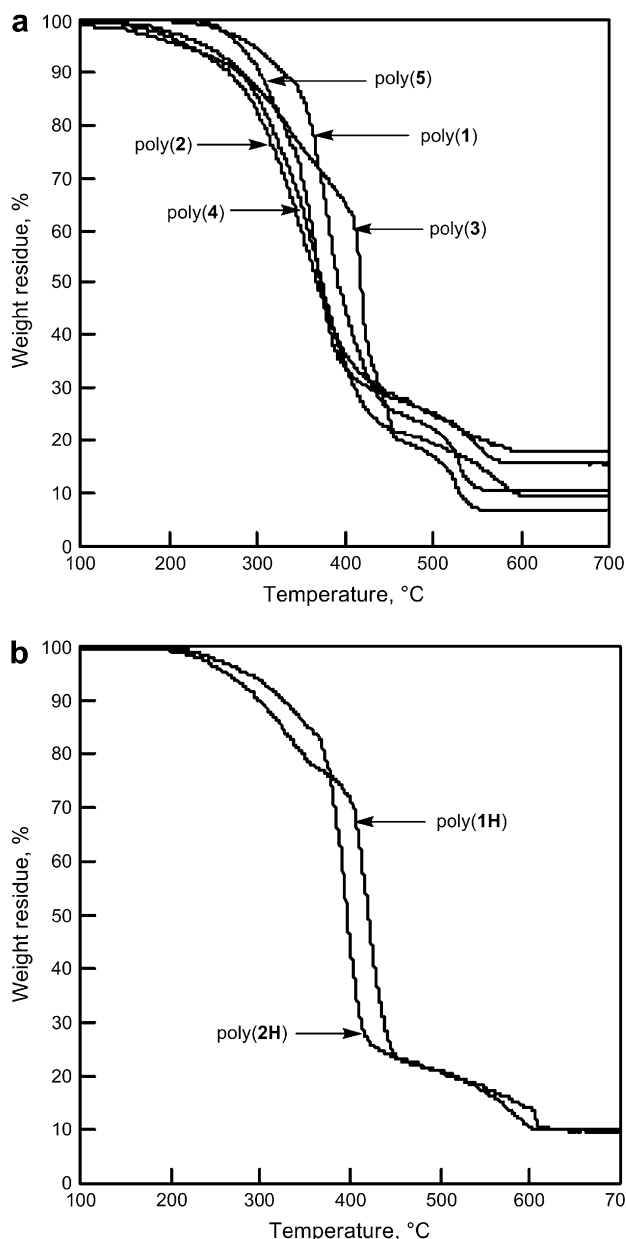 a
100
90
80
70
60
50
40
30
20
10
0
Weight residue, %
poly(5)
poly(1)
poly(2)
poly(4)
poly(3)
100 200 300 400 500 600 700
Temperature, °C
b
100
90
80
70
60
50
40
30
20
10
0
Weight residue, %
poly(1H)
poly(2H)
100 200 300 400 500 600 70
Temperature, °C